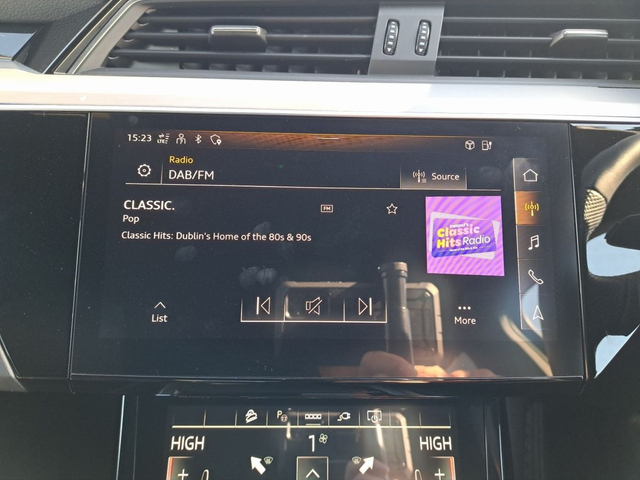 15:23
Radio
DAB/FM
Source
CLASSIC.
FM
Pop
Classic Hits: Dublin's Home of the 80s & 90s
Classic
Hits Radio
List
More
HIGH
1
HIGH